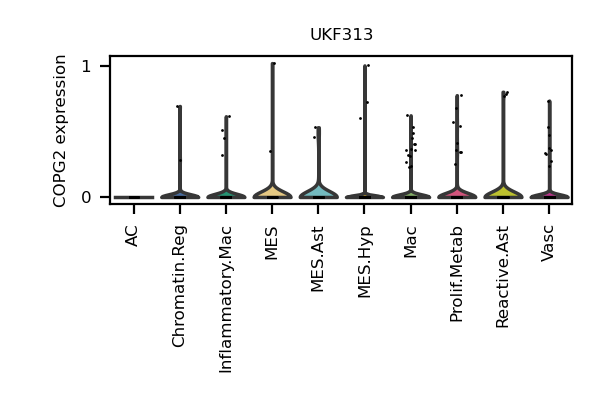 UKF313
COPG2 expression
1
0
AC
Chromatin.Reg
Inflammatory.Mac
MES
MES.Ast
MES.Hyp
Mac
Prolif.Metab
Reactive.Ast
Vasc